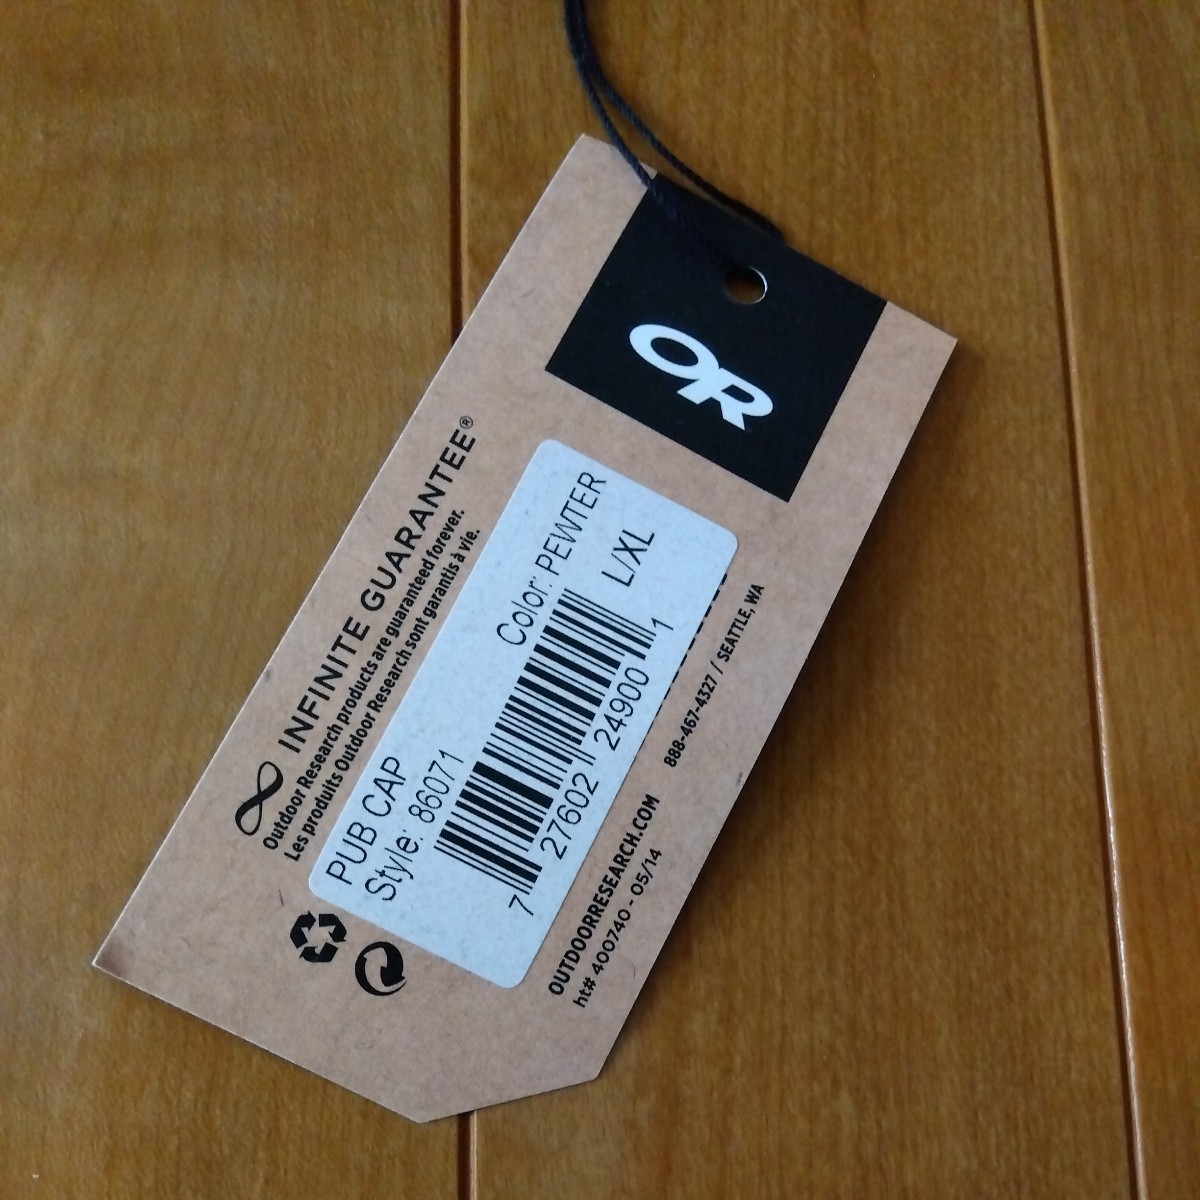 OR
INFINITE GUARANTEE®
Outdoor Research products are guaranteed forever.
Les produits Outdoor Research sont garantis à vie.
PUB CAP
Style: 86071
Color: PEWTER
L/XL
7 27602 24900 1
OUTDOORRESEARCH.COM
888-467-4327 / SEATTLE, WA
ht# 400740 - 05/14